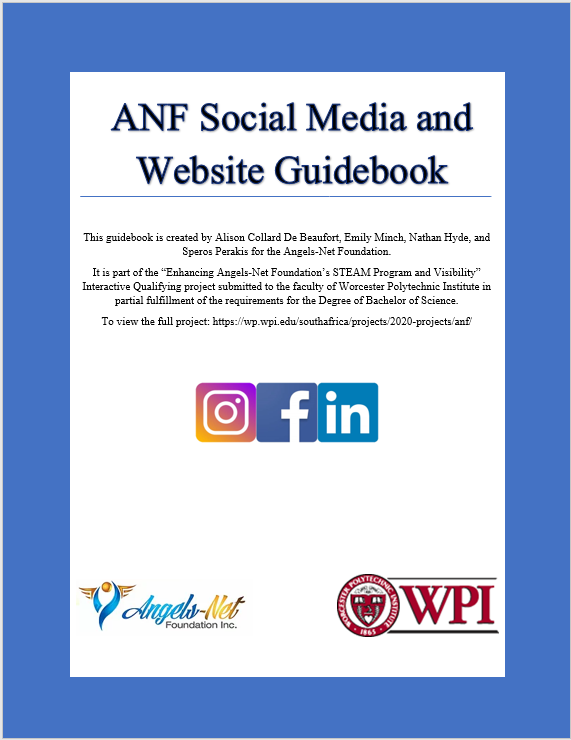 ANF Social Media and
Website Guidebook
This guidebook is created by Alison Collard De Beaufort, Emily Minch, Nathan Hyde, and
Speros Perakis for the Angels-Net Foundation.
It is part of the “Enhancing Angels-Net Foundation’s STEAM Program and Visibility”
Interactive Qualifying project submitted to the faculty of Worcester Polytechnic Institute in
partial fulfillment of the requirements for the Degree of Bachelor of Science.
To view the full project: https://wp.wpi.edu/southafrica/projects/2020-projects/anf/
f
in
Angels-Net
Foundation Inc.
WORCESTER POLYTECHNIC INSTITUTE
1865
WPI